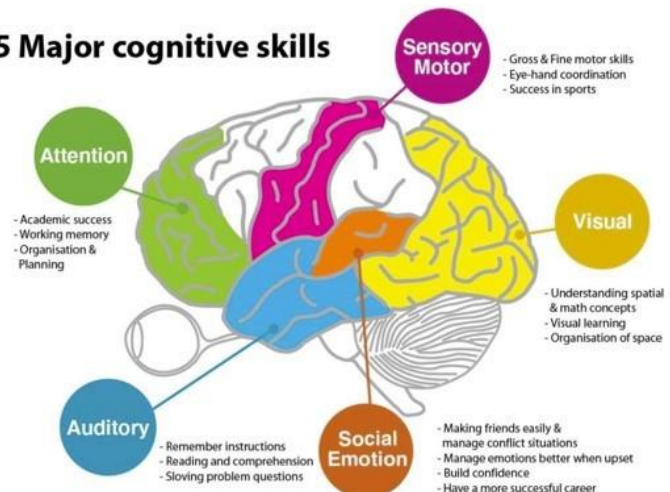 5 Major cognitive skills
Sensory
Motor
- Gross & Fine motor skills
- Eye-hand coordination
- Success in sports
Attention
- Academic success
- Working memory
- Organisation &
Planning
Visual
- Understanding spatial
& math concepts
- Visual learning
- Organisation of space
Auditory
- Remember instructions
- Reading and comprehension
- Sloving problem questions
Social
Emotion
- Making friends easily &
manage conflict situations
- Manage emotions better when upset
- Build confidence
- Have a more successful career